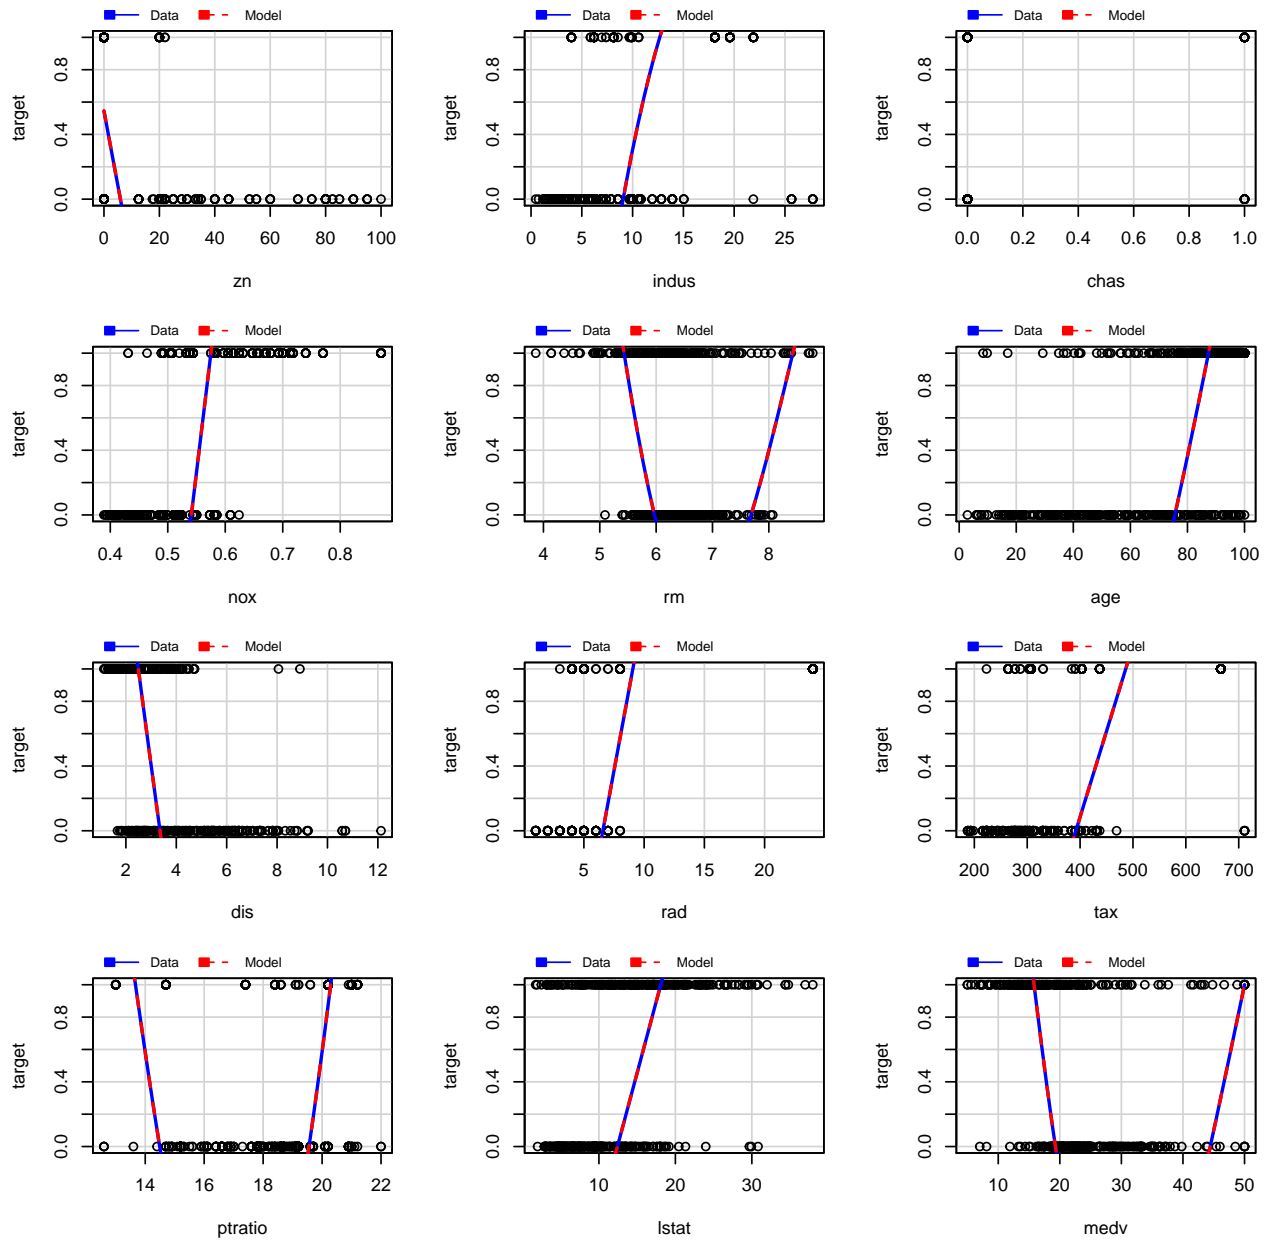 Data Model Data Model Data Model
target 0.0 0.4 0.8 target 0.0 0.4 0.8 target 0.0 0.4 0.8
0 20 40 60 80 100 0 5 10 15 20 25 0.0 0.2 0.4 0.6 0.8 1.0
zn indus chas
Data Model Data Model Data Model
target 0.0 0.4 0.8 target 0.0 0.4 0.8 target 0.0 0.4 0.8
0.4 0.5 0.6 0.7 0.8 4 5 6 7 8 0 20 40 60 80 100
nox rm age
Data Model Data Model Data Model
target 0.0 0.4 0.8 target 0.0 0.4 0.8 target 0.0 0.4 0.8
2 4 6 8 10 12 5 10 15 20 200 300 400 500 600 700
dis rad tax
Data Model Data Model Data Model
target 0.0 0.4 0.8 target 0.0 0.4 0.8 target 0.0 0.4 0.8
14 16 18 20 22 10 20 30 10 20 30 40 50
ptratio lstat medv